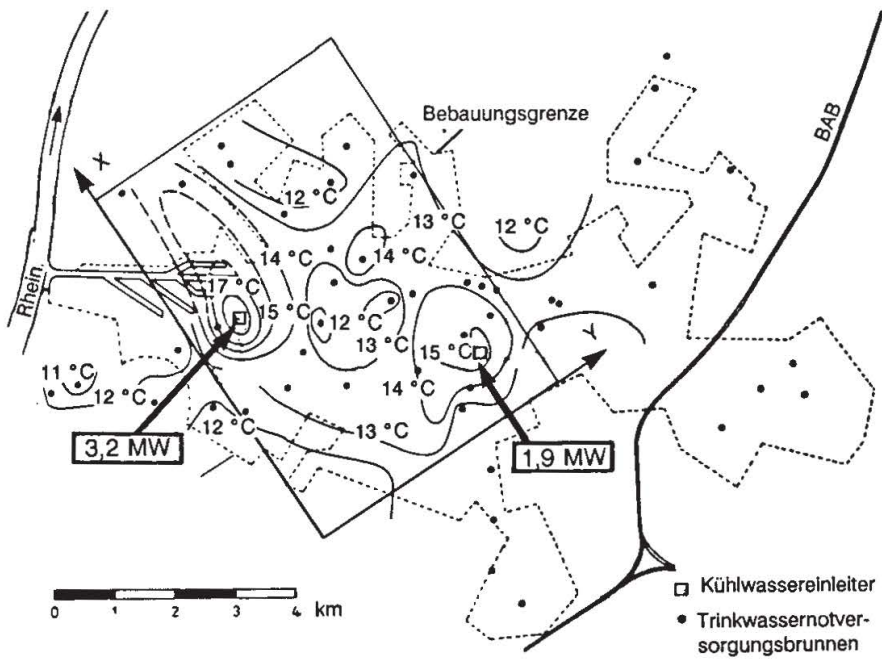 Bebauungsgrenze
BAB
X
12 °C
13 °C
12 °C
14 °C
14 °C
Rhein
17 °C
15 °C
12 °C
Y
13 °C
15 °C
11 °C
12 °C
14 °C
12 °C
13 °C
3,2 MW
1,9 MW
0 1 2 3 4 km
Kühlwassereinleiter
Trinkwassernotver-
sorgungsbrunnen